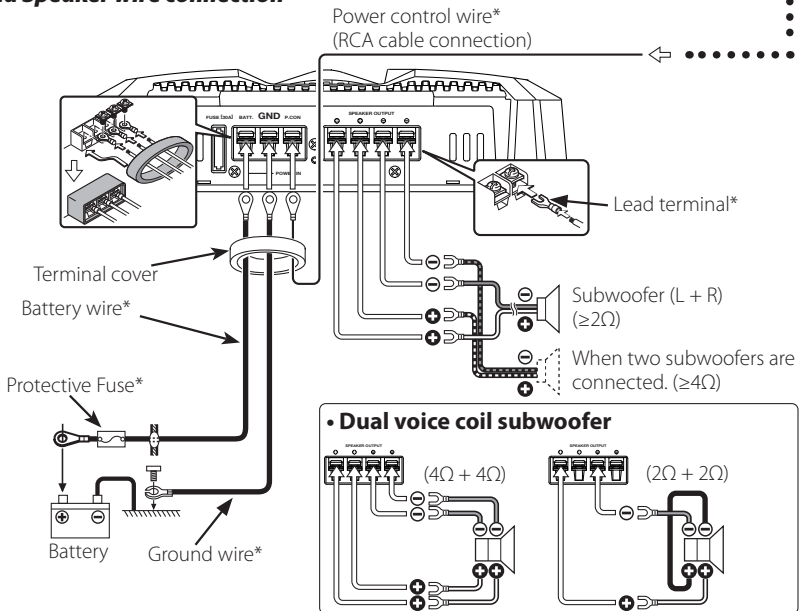 Speaker wire connection
Power control wire*
(RCA cable connection)
FUSE [30A] BATT. GND P.CON
SPEAKER OUTPUT
POWER IN
Lead terminal*
Terminal cover
Battery wire*
Protective Fuse*
Subwoofer (L + R)
(≥2Ω)
When two subwoofers are
connected. (≥4Ω)
• Dual voice coil subwoofer
SPEAKER OUTPUT
(4Ω + 4Ω)
SPEAKER OUTPUT
(2Ω + 2Ω)
Battery
Ground wire*